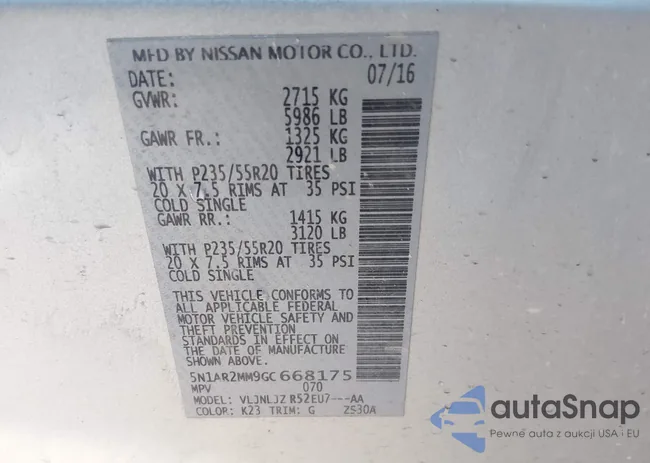 MFD BY NISSAN MOTOR CO., LTD.
DATE: 07/16
GVWR: 2715 KG
5986 LB
GAWR FR.: 1325 KG
2921 LB
WITH P235/55R20 TIRES
20 X 7.5 RIMS AT 35 PSI
COLD SINGLE
GAWR RR.: 1415 KG
3120 LB
WITH P235/55R20 TIRES
20 X 7.5 RIMS AT 35 PSI
COLD SINGLE
THIS VEHICLE CONFORMS TO
ALL APPLICABLE FEDERAL
MOTOR VEHICLE SAFETY AND
THEFT PREVENTION
STANDARDS IN EFFECT ON
THE DATE OF MANUFACTURE
SHOWN ABOVE.
5N1AR2MM9GC668175
MPV 070
MODEL: VLJNLJZ R52EU7---AA
COLOR: K23 TRIM: G Z530A
autoSnap
Pewne auto z aukcji USA i EU